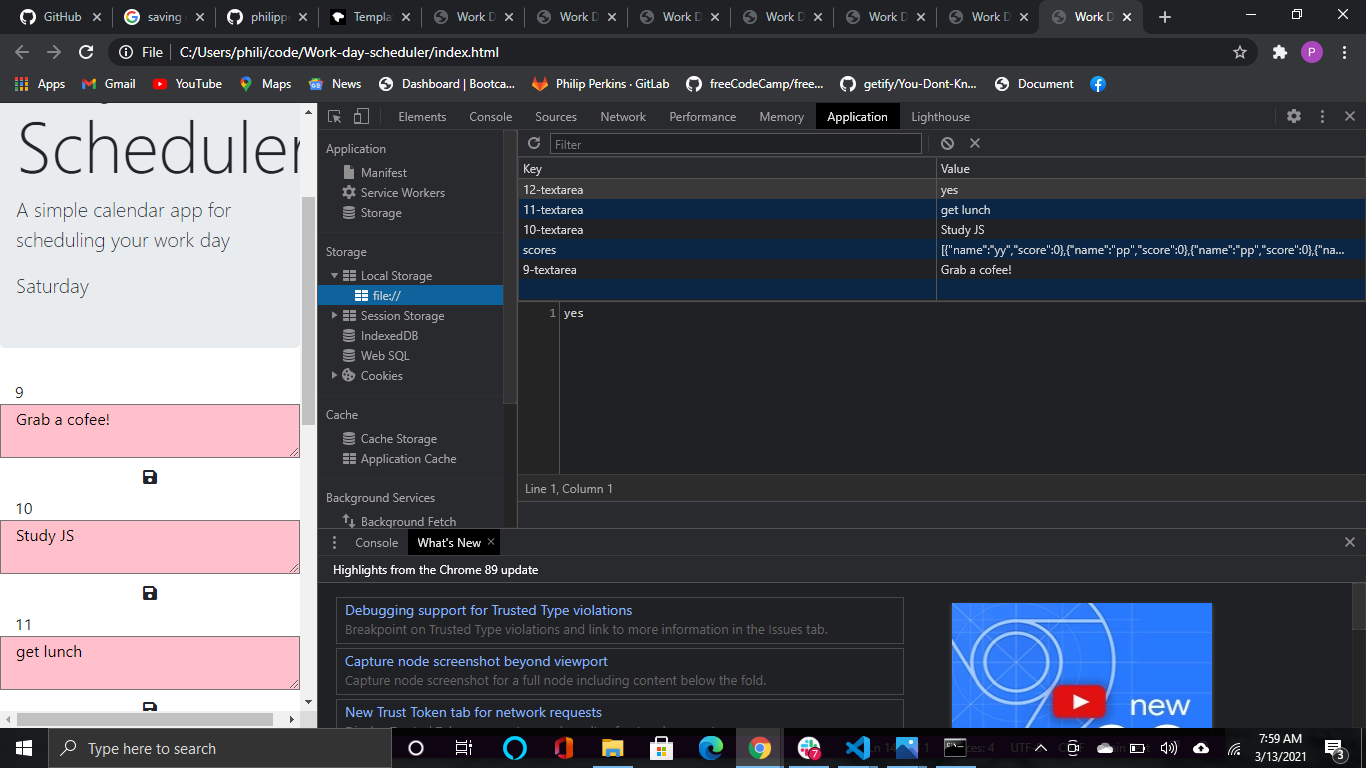 GitHub
saving
philipp
Templa
Work D
Work D
Work D
Work D
Work D
Work D
Work D
File
C:/Users/phili/code/Work-day-scheduler/index.html
P
Apps
Gmail
YouTube
Maps
News
Dashboard | Bootca...
Philip Perkins · GitLab
freeCodeCamp/free...
getify/You-Dont-Kn...
Document
Scheduler
A simple calendar app for
scheduling your work day
Saturday
9
Grab a cofee!
10
Study JS
11
get lunch
Elements
Console
Sources
Network
Performance
Memory
Application
Lighthouse
Application
Manifest
Service Workers
Storage
Storage
Local Storage
file://
Session Storage
IndexedDB
Web SQL
Cookies
Cache
Cache Storage
Application Cache
Background Services
Background Fetch
Filter
Key Value
12-textarea yes
11-textarea get lunch
10-textarea Study JS
scores [{"name":"yy","score":0},{"name":"pp","score":0},{"name":"pp","score":0},{"na...
9-textarea Grab a cofee!
1 yes
Line 1, Column 1
Console
What's New
Highlights from the Chrome 89 update
Debugging support for Trusted Type violations
Breakpoint on Trusted Type violations and link to more information in the Issues tab.
Capture node screenshot beyond viewport
Capture node screenshot for a full node including content below the fold.
New Trust Token tab for network requests
new
Type here to search
7
7:59 AM
3/13/2021
3